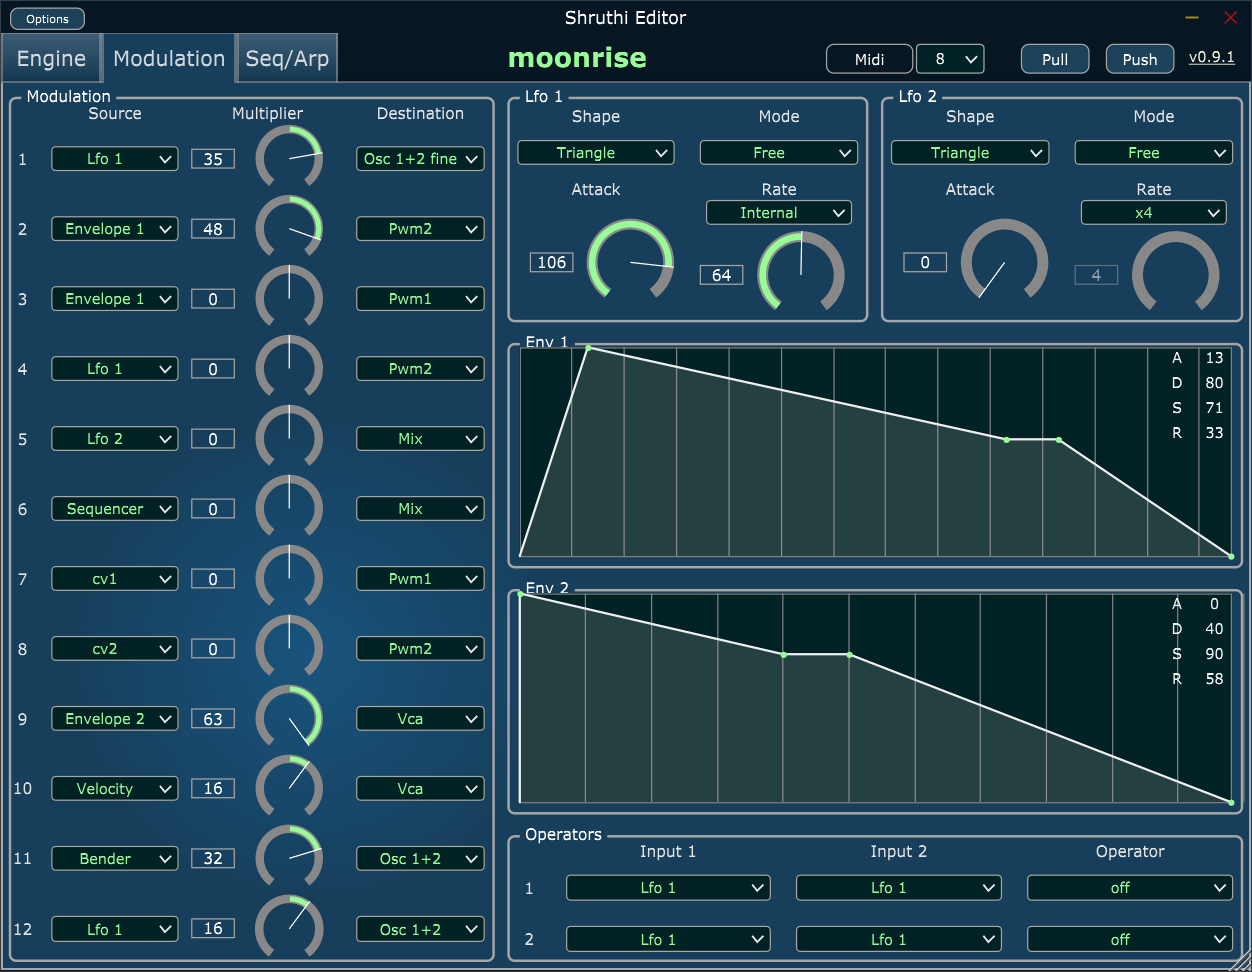 Options
Shruthi Editor
Engine
Modulation
Seq/Arp
moonrise
Midi
8
Pull
Push
v0.9.1
Modulation
Source Multiplier Destination
1 Lfo 1 35 Osc 1+2 fine
2 Envelope 1 48 Pwm2
3 Envelope 1 0 Pwm1
4 Lfo 1 0 Pwm2
5 Lfo 2 0 Mix
6 Sequencer 0 Mix
7 cv1 0 Pwm1
8 cv2 0 Pwm2
9 Envelope 2 63 Vca
10 Velocity 16 Vca
11 Bender 32 Osc 1+2
12 Lfo 1 16 Osc 1+2
Lfo 1
Shape Mode
Triangle Free
Attack Rate
Internal
106 64
Lfo 2
Shape Mode
Triangle Free
Attack Rate
x4
0 4
Env 1
A 13
D 80
S 71
R 33
Env 2
A 0
D 40
S 90
R 58
Operators
Input 1 Input 2 Operator
1 Lfo 1 Lfo 1 off
2 Lfo 1 Lfo 1 off